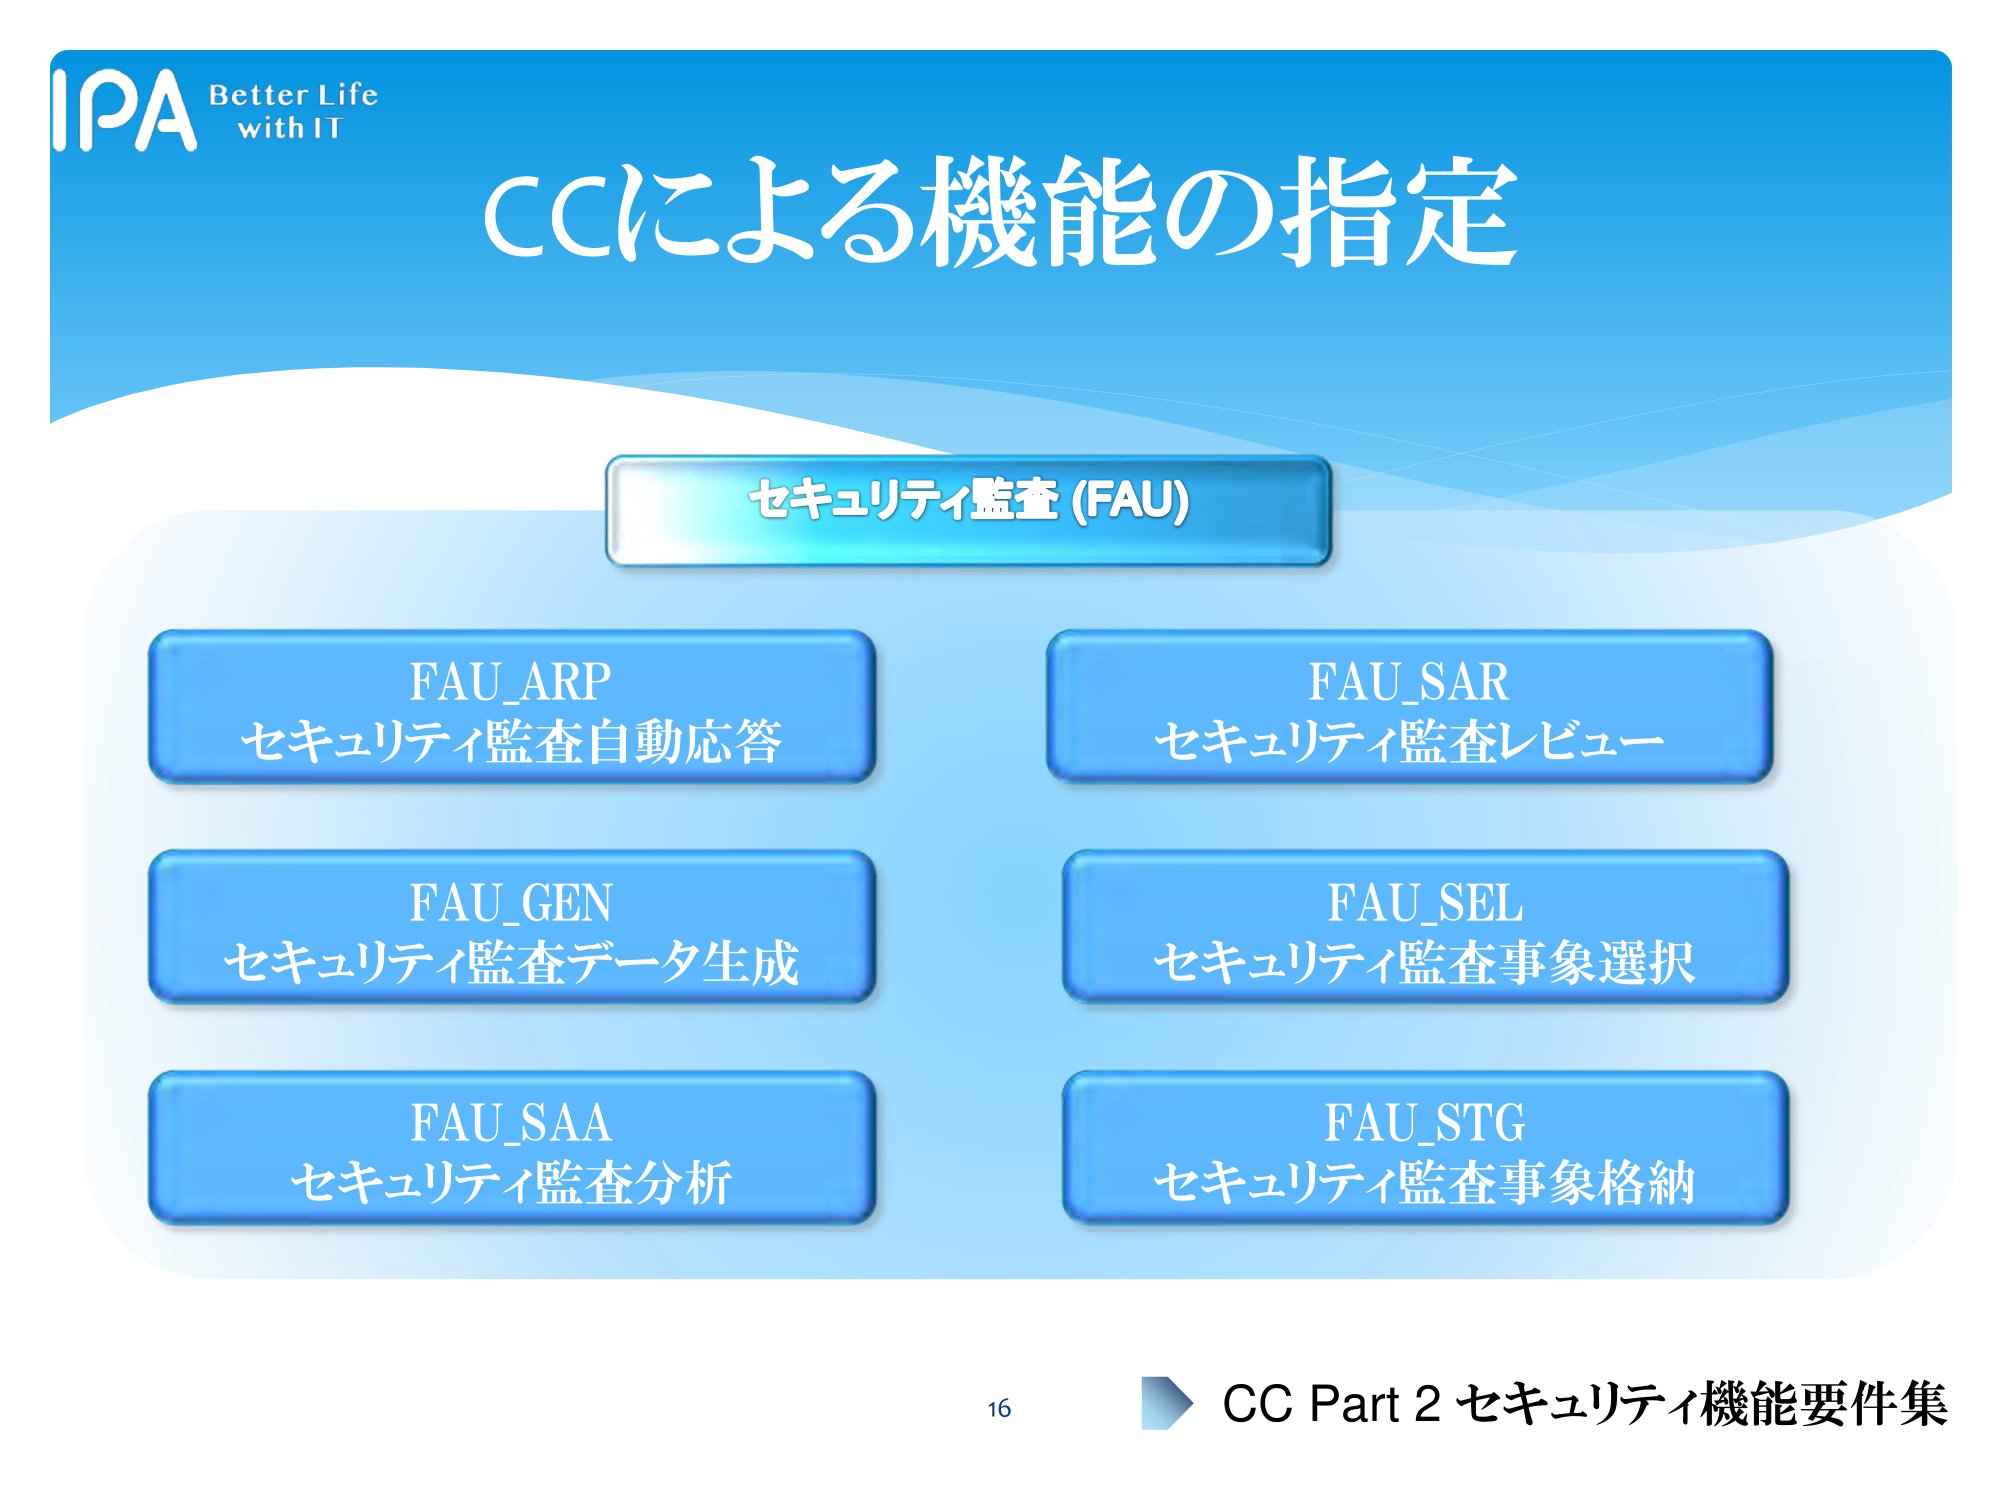 IPA Better Life
with IT
CCによる機能の指定
セキュリティ監査 (FAU)
FAU_ARP
セキュリティ監査自動応答
FAU_SAR
セキュリティ監査レビュー
FAU_GEN
セキュリティ監査データ生成
FAU_SEL
セキュリティ監査事象選択
FAU_SAA
セキュリティ監査分析
FAU_STG
セキュリティ監査事象格納
16
CC Part 2 セキュリティ機能要件集